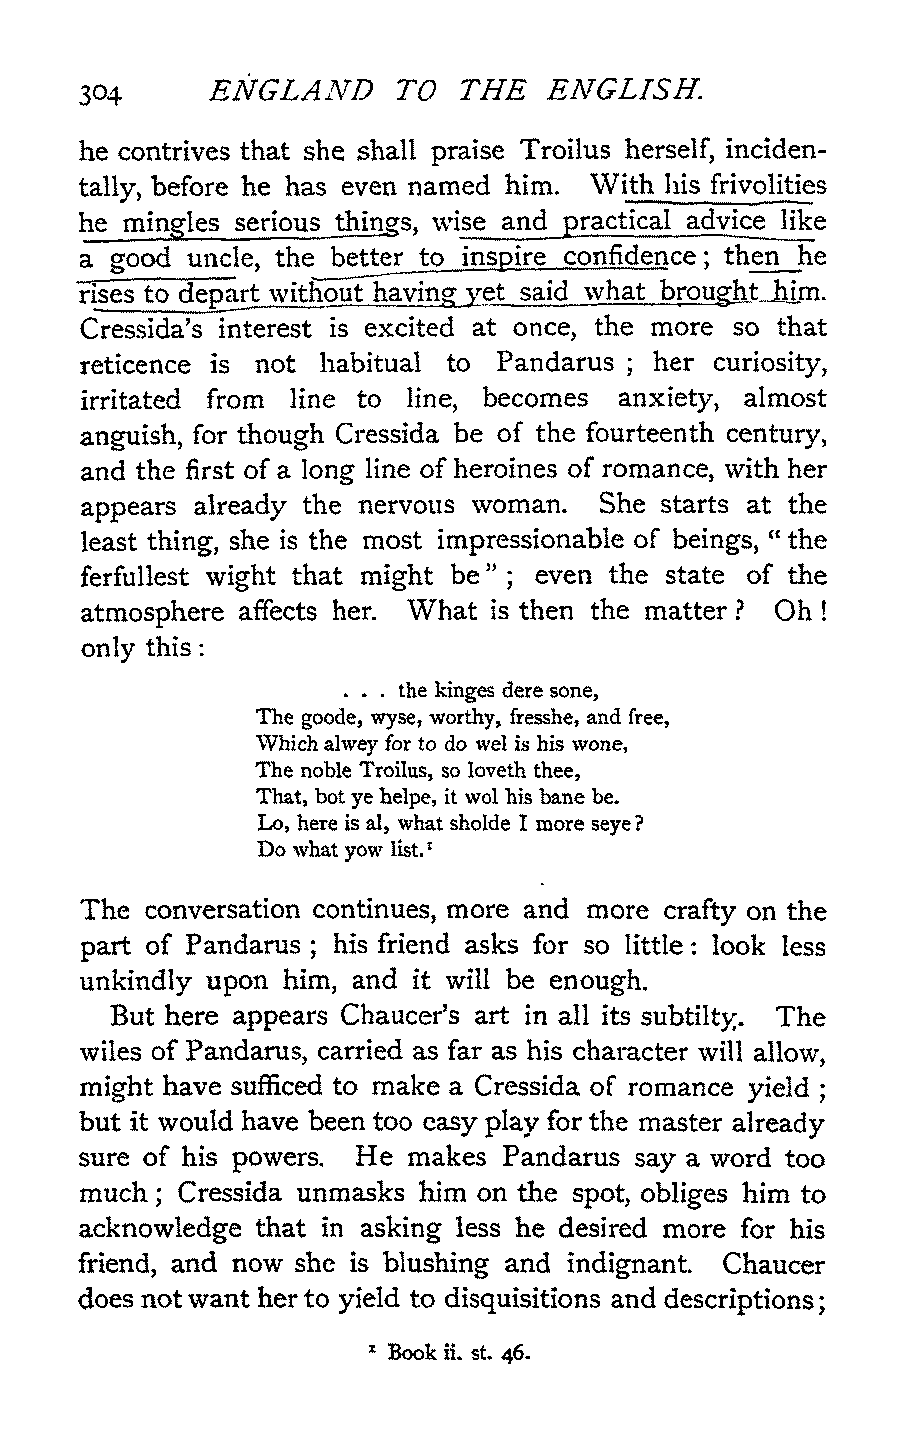 304 ENGLAND TO THE ENGLISH.
he contrives that she shall praise Troilus herself, inciden-
tally, before he has even named him. With his frivolities
he mingles serious things, wise and practical advice like
a good uncle, the better to inspire confidence; then he
rises to depart without having yet said what brought him.
Cressida's interest is excited at once, the more so that
reticence is not habitual to Pandarus ; her curiosity,
irritated from line to line, becomes anxiety, almost
anguish, for though Cressida be of the fourteenth century,
and the first of a long line of heroines of romance, with her
appears already the nervous woman. She starts at the
least thing, she is the most impressionable of beings, " the
ferfullest wight that might be" ; even the state of the
atmosphere affects her. What is then the matter? Oh!
only this :
. . . the kinges dere sone,
The goode, wyse, worthy, fresshe, and free,
Which alwey for to do wel is his wone,
The noble Troilus, so loveth thee,
That, bot ye helpe, it wol his bane be.
Lo, here is al, what sholde I more seye?
Do what yow list.¹
The conversation continues, more and more crafty on the
part of Pandarus ; his friend asks for so little : look less
unkindly upon him, and it will be enough.
But here appears Chaucer's art in all its subtilty. The
wiles of Pandarus, carried as far as his character will allow,
might have sufficed to make a Cressida of romance yield ;
but it would have been too easy play for the master already
sure of his powers. He makes Pandarus say a word too
much ; Cressida unmasks him on the spot, obliges him to
acknowledge that in asking less he desired more for his
friend, and now she is blushing and indignant. Chaucer
does not want her to yield to disquisitions and descriptions;
¹ Book ii. st. 46.